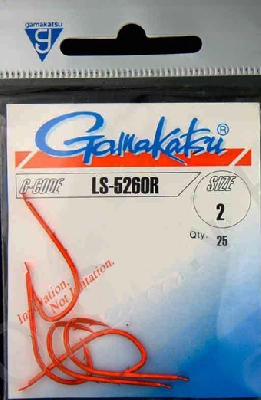 gamakatsu
g
Gamakatsu®
G-CODE LS-5260R SIZE
2
Qty. 25
Innovation,
Not Imitation.